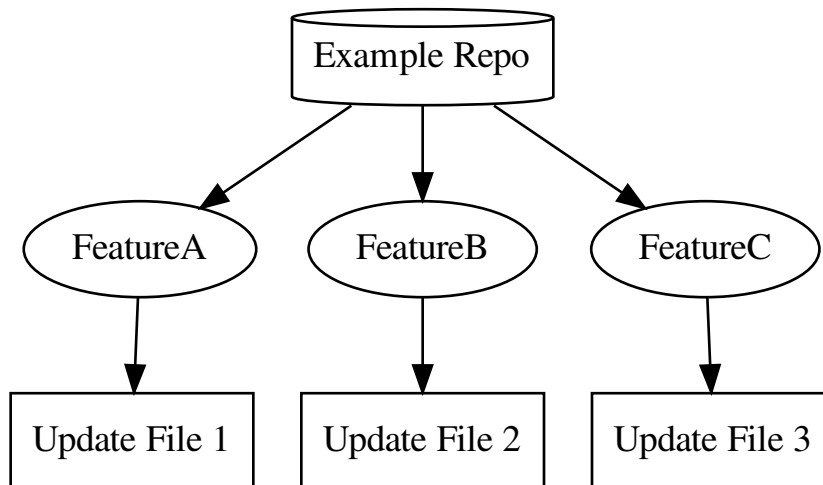 Example Repo
FeatureA
FeatureB
FeatureC
Update File 1
Update File 2
Update File 3